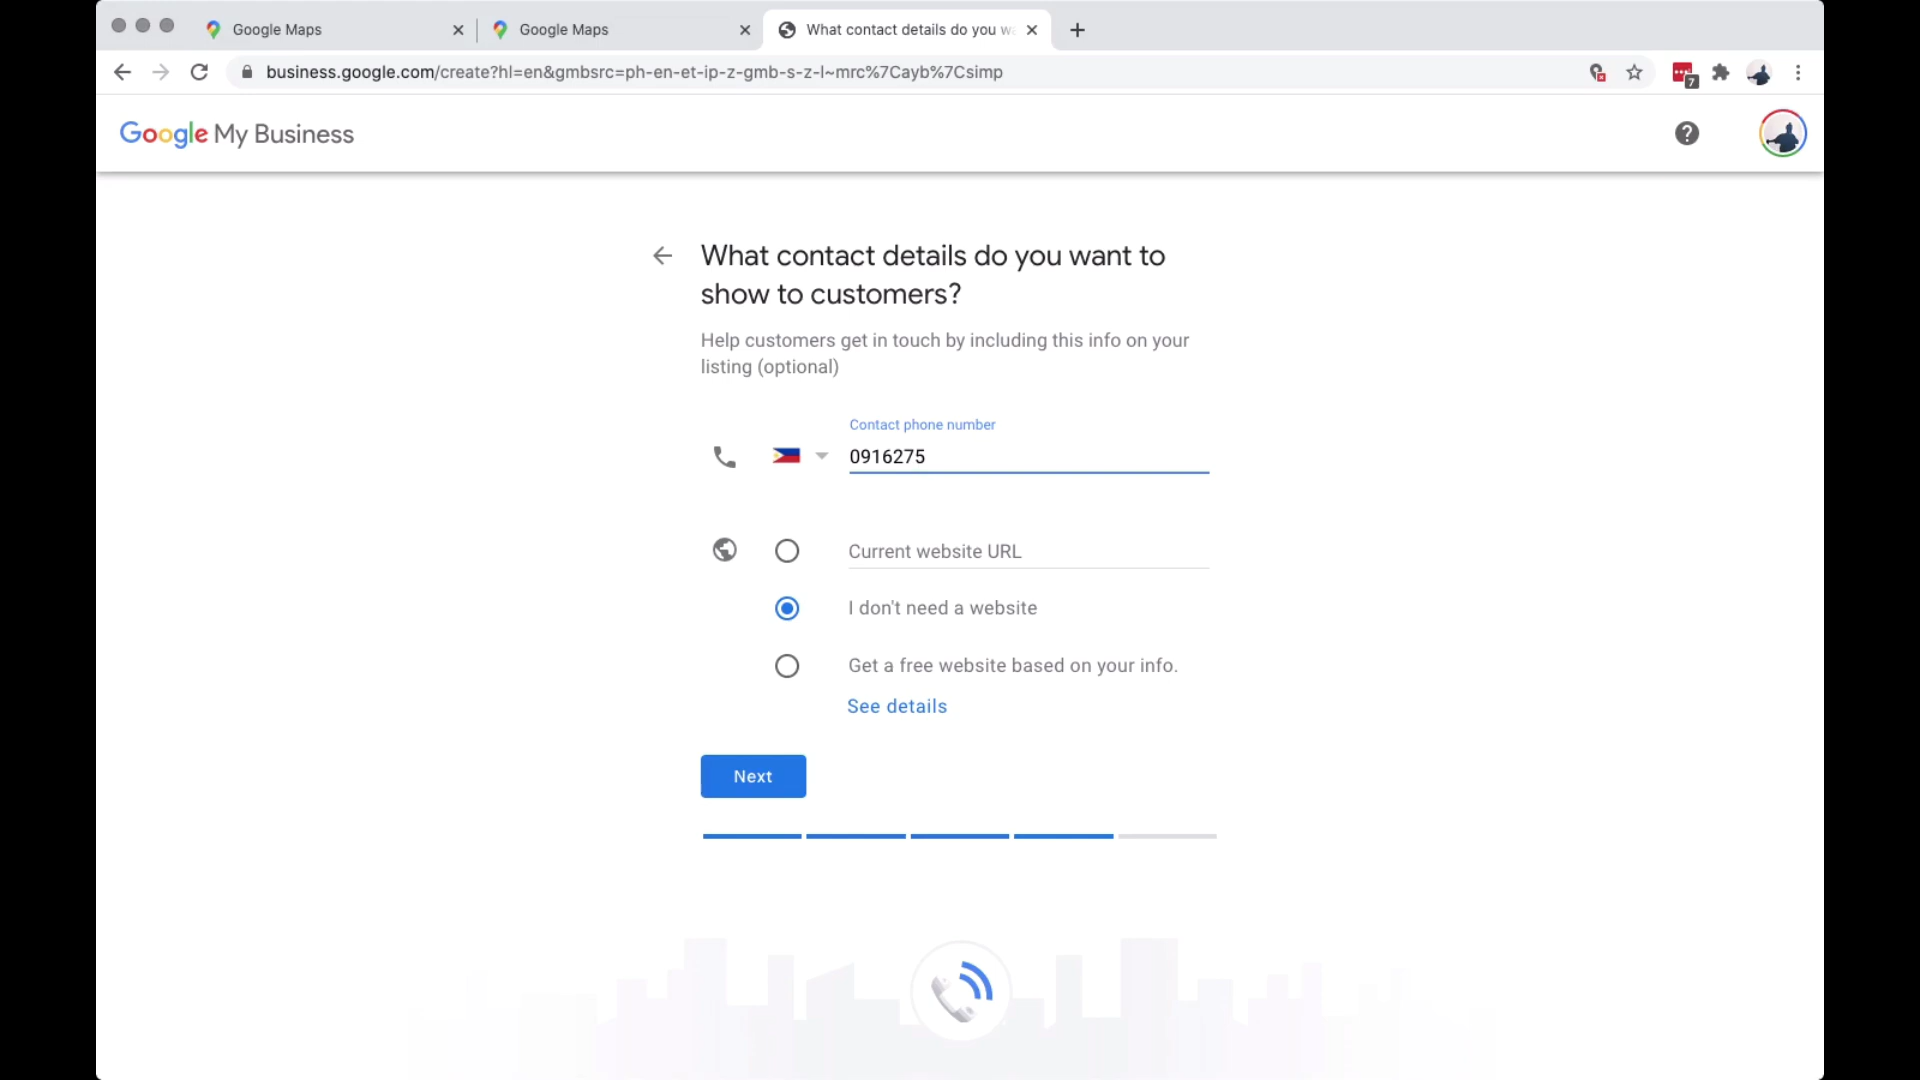 Google Maps
Google Maps
What contact details do you wa
business.google.com/create?hl=en&gmbsrc=ph-en-et-ip-z-gmb-s-z-l~mrc%7Cayb%7Csimp
7
Google My Business
What contact details do you want to
show to customers?
Help customers get in touch by including this info on your
listing (optional)
Contact phone number
0916275
Current website URL
I don't need a website
Get a free website based on your info.
See details
Next